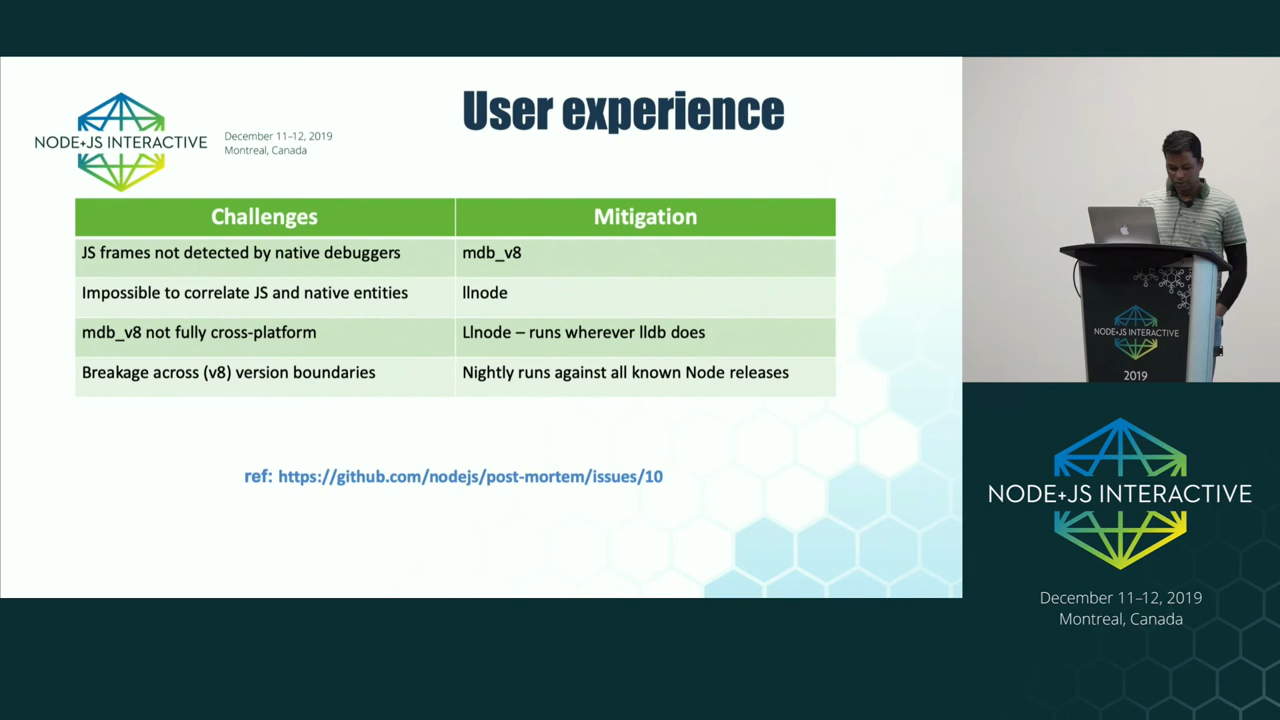 User experience
NODE+JS INTERACTIVE
December 11–12, 2019
Montreal, Canada
Challenges Mitigation
JS frames not detected by native debuggers mdb_v8
Impossible to correlate JS and native entities llnode
mdb_v8 not fully cross-platform Llnode – runs wherever lldb does
Breakage across (v8) version boundaries Nightly runs against all known Node releases
ref: https://github.com/nodejs/post-mortem/issues/10
NODE+JS INTERACTIVE
2019
NODE+JS INTERACTIVE
December 11–12, 2019
Montreal, Canada